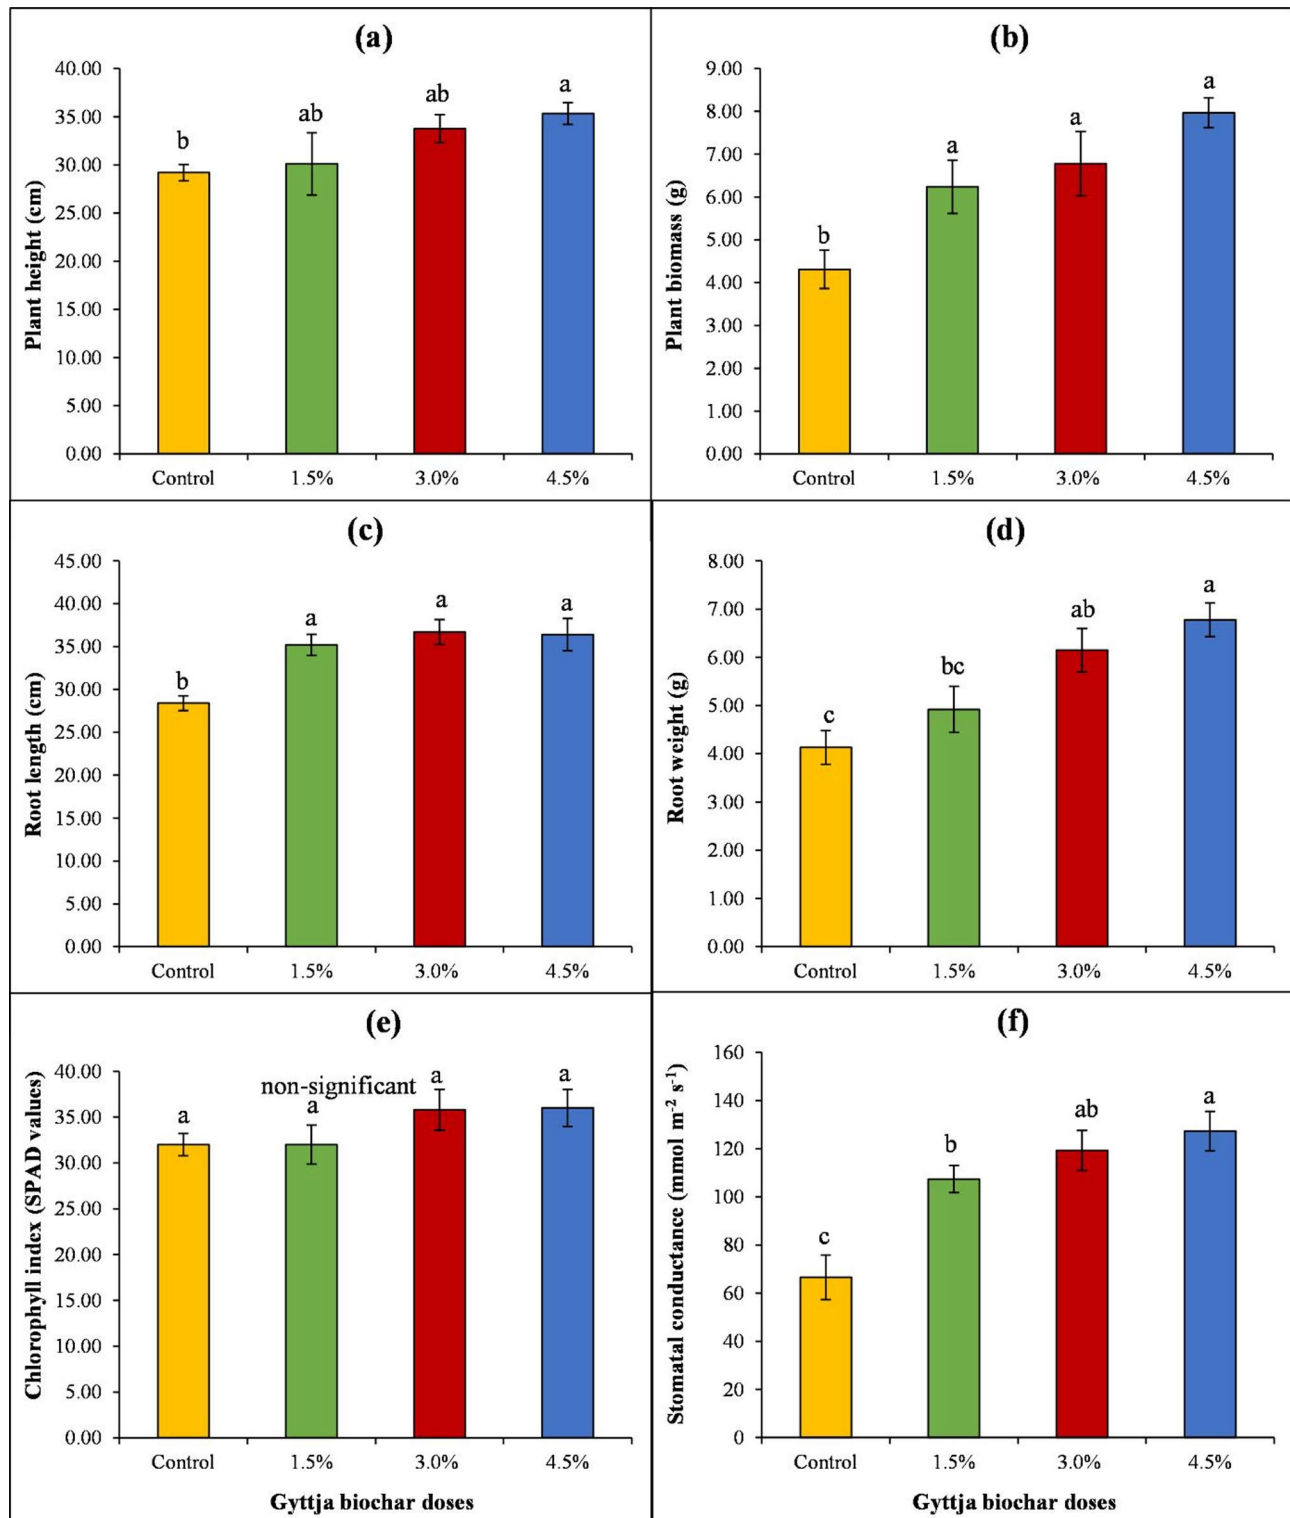 (a)
40.00
35.00
30.00
25.00
20.00
15.00
10.00
5.00
0.00
Plant height (cm)
b
ab
ab
a
Control 1.5% 3.0% 4.5%
(b)
9.00
8.00
7.00
6.00
5.00
4.00
3.00
2.00
1.00
0.00
Plant biomass (g)
b
a
a
a
Control 1.5% 3.0% 4.5%
(c)
45.00
40.00
35.00
30.00
25.00
20.00
15.00
10.00
5.00
0.00
Root length (cm)
b
a
a
a
Control 1.5% 3.0% 4.5%
(d)
8.00
7.00
6.00
5.00
4.00
3.00
2.00
1.00
0.00
Root weight (g)
c
bc
ab
a
Control 1.5% 3.0% 4.5%
(e)
40.00
35.00
30.00
25.00
20.00
15.00
10.00
5.00
0.00
Chlorophyll index (SPAD values)
non-significant
a
a
a
a
Control 1.5% 3.0% 4.5%
Gyttja biochar doses
(f)
160
140
120
100
80
60
40
20
0
Stomatal conductance (mmol m⁻² s⁻¹)
c
b
ab
a
Control 1.5% 3.0% 4.5%
Gyttja biochar doses